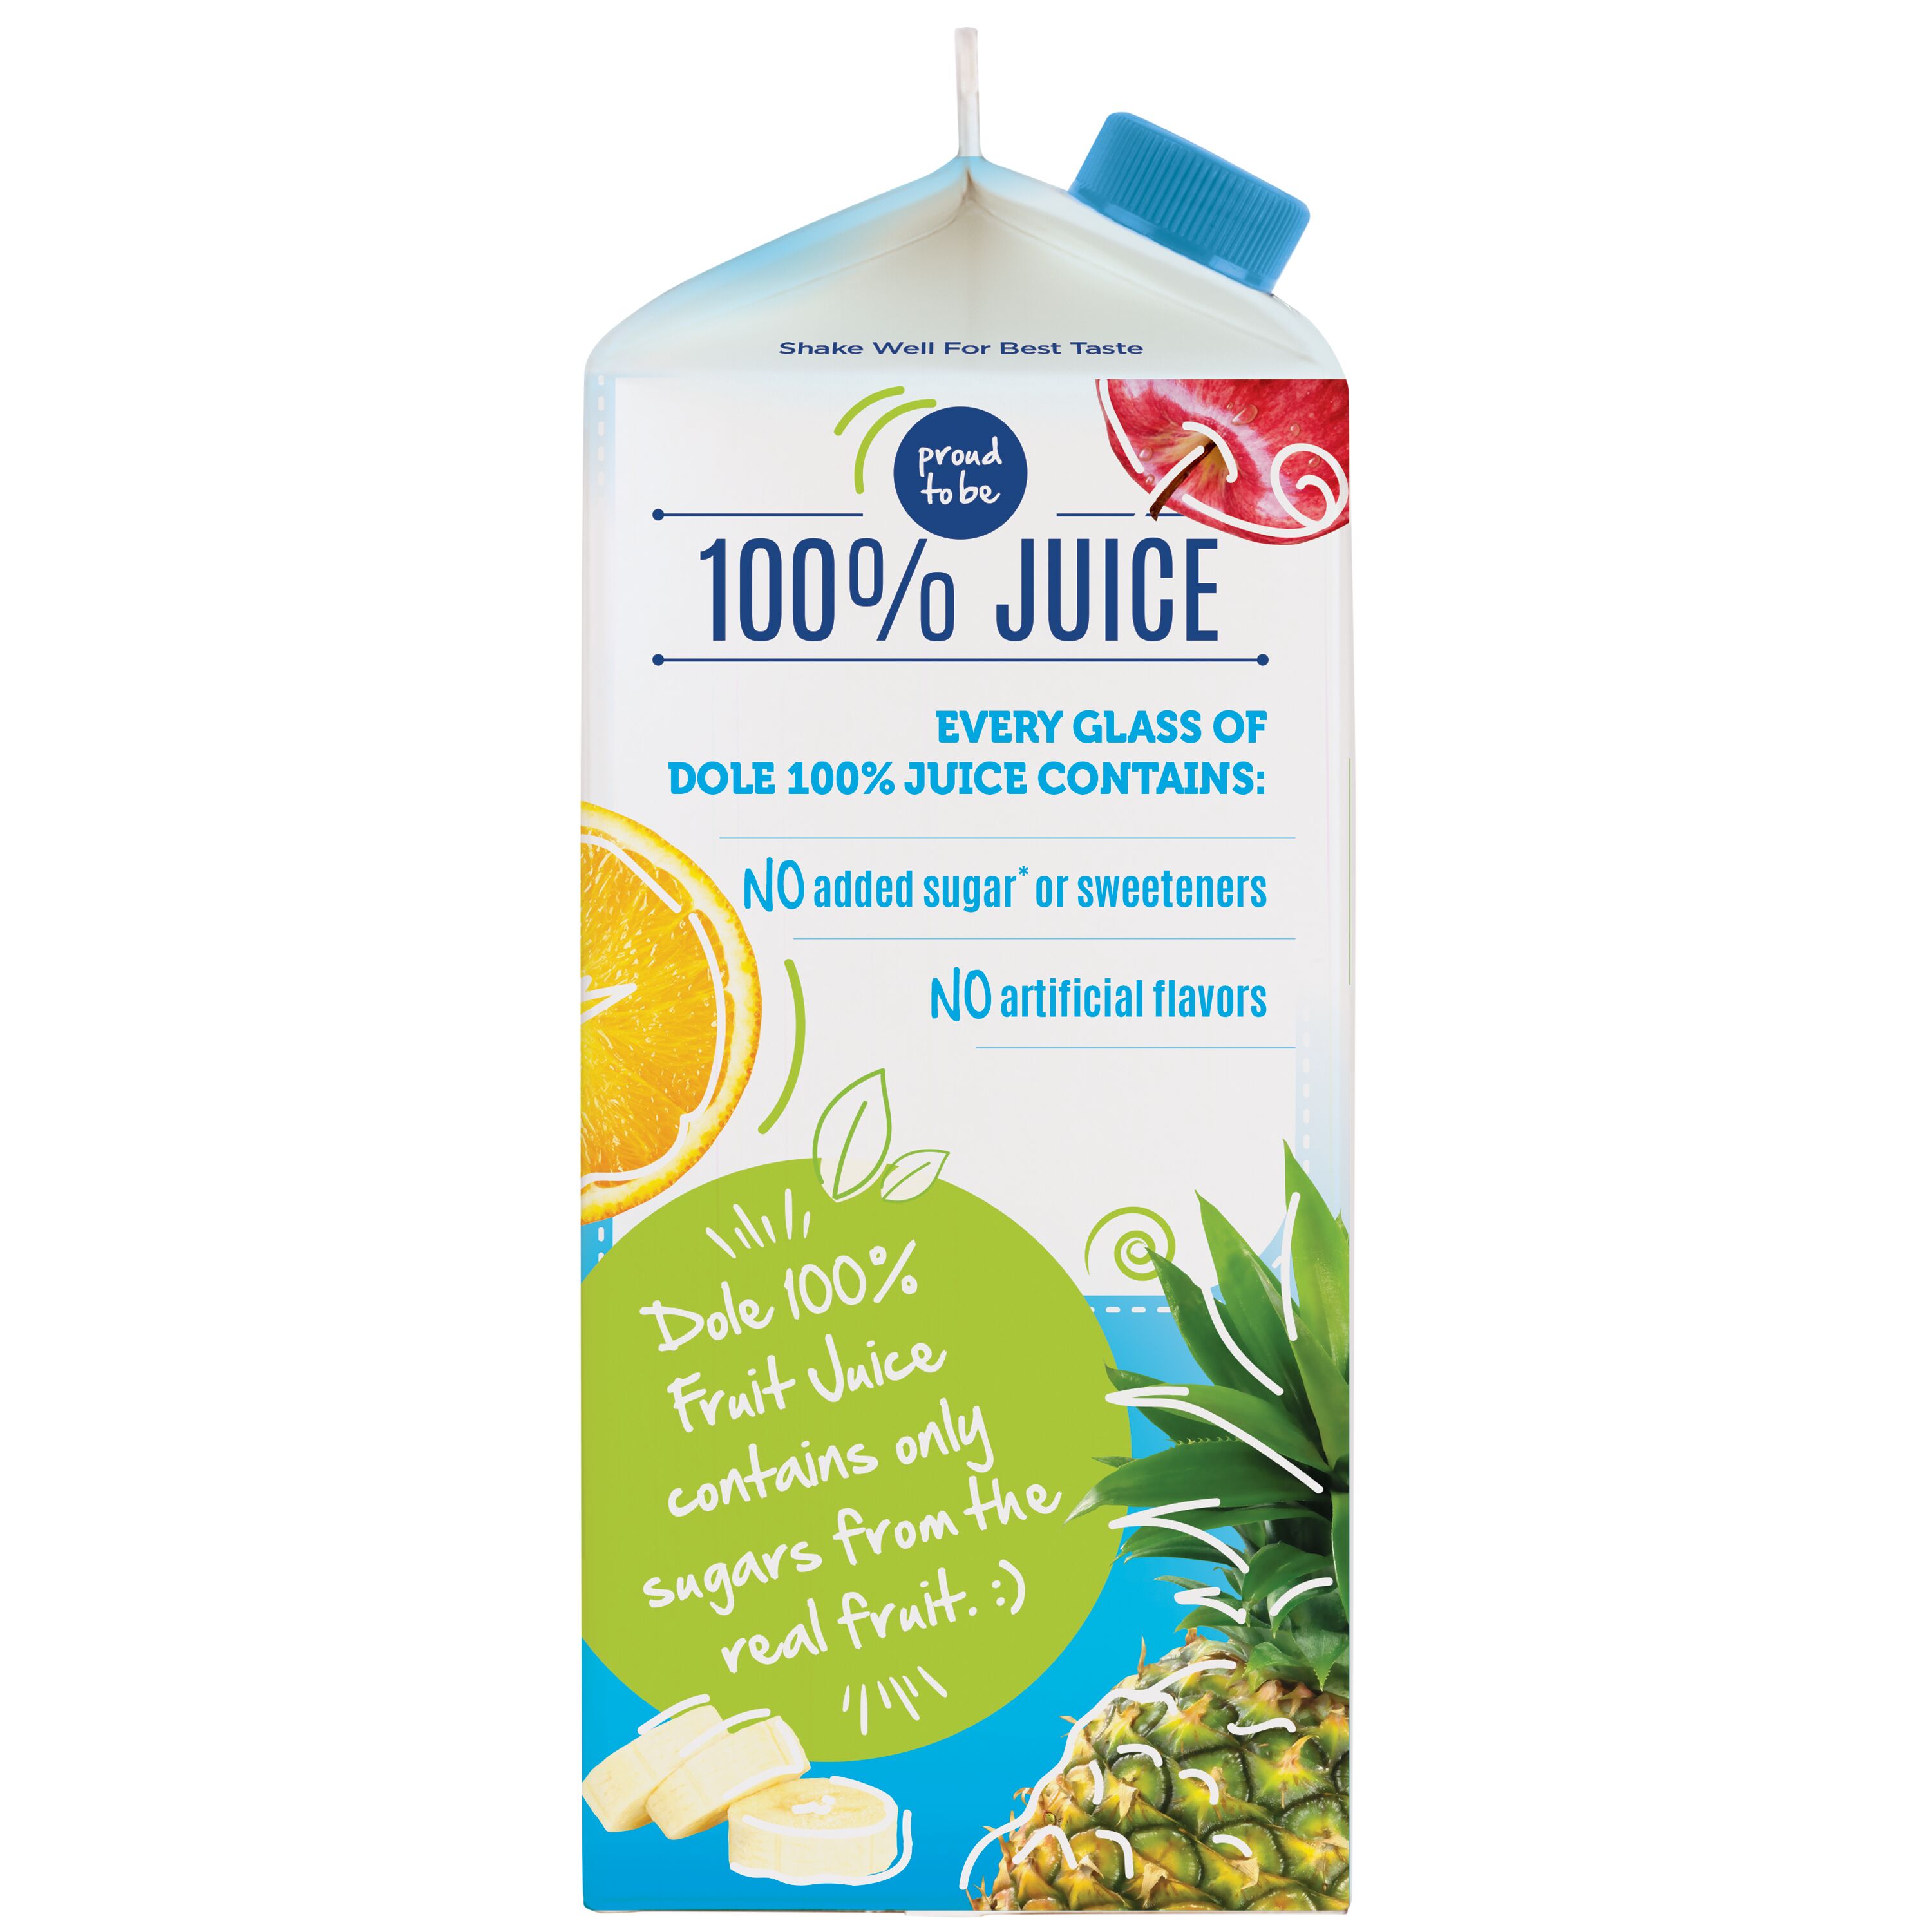 Shake Well For Best Taste
proud
to be
100% JUICE
EVERY GLASS OF
DOLE 100% JUICE CONTAINS:
NO added sugar* or sweeteners
NO artificial flavors
Dole 100%
Fruit Juice
contains only
sugars from the
real fruit :)